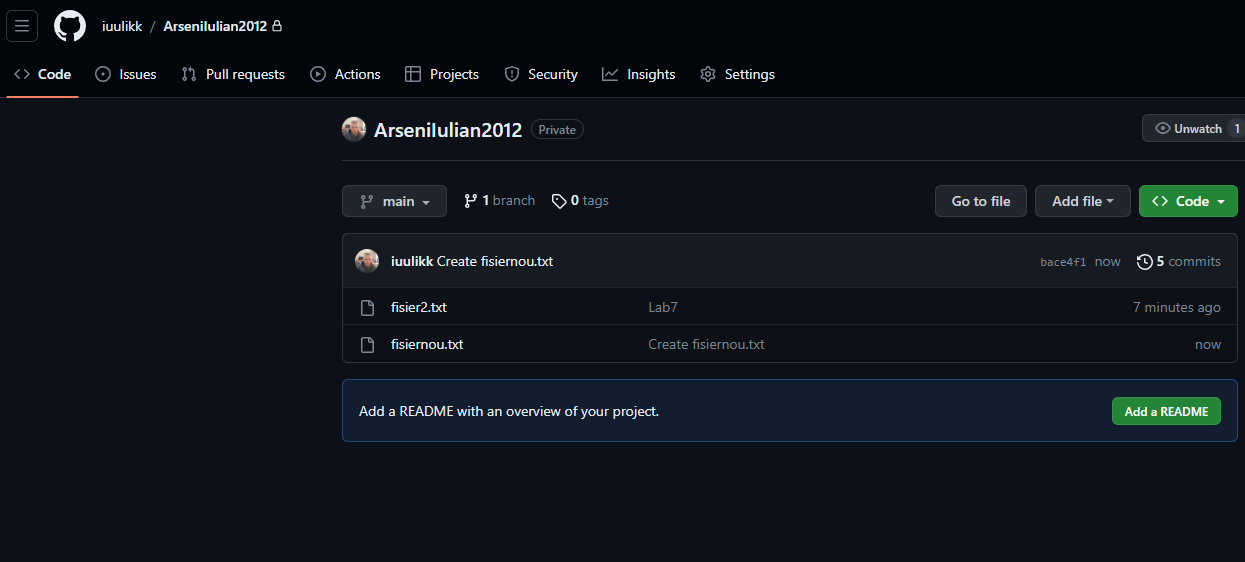 iuulikk / ArseniIulian2012
Code Issues Pull requests Actions Projects Security Insights Settings
ArseniIulian2012 Private Unwatch 1
main 1 branch 0 tags Go to file Add file Code
iuulikk Create fisiernou.txt bace4f1 now 5 commits
fisier2.txt Lab7 7 minutes ago
fisiernou.txt Create fisiernou.txt now
Add a README with an overview of your project. Add a README